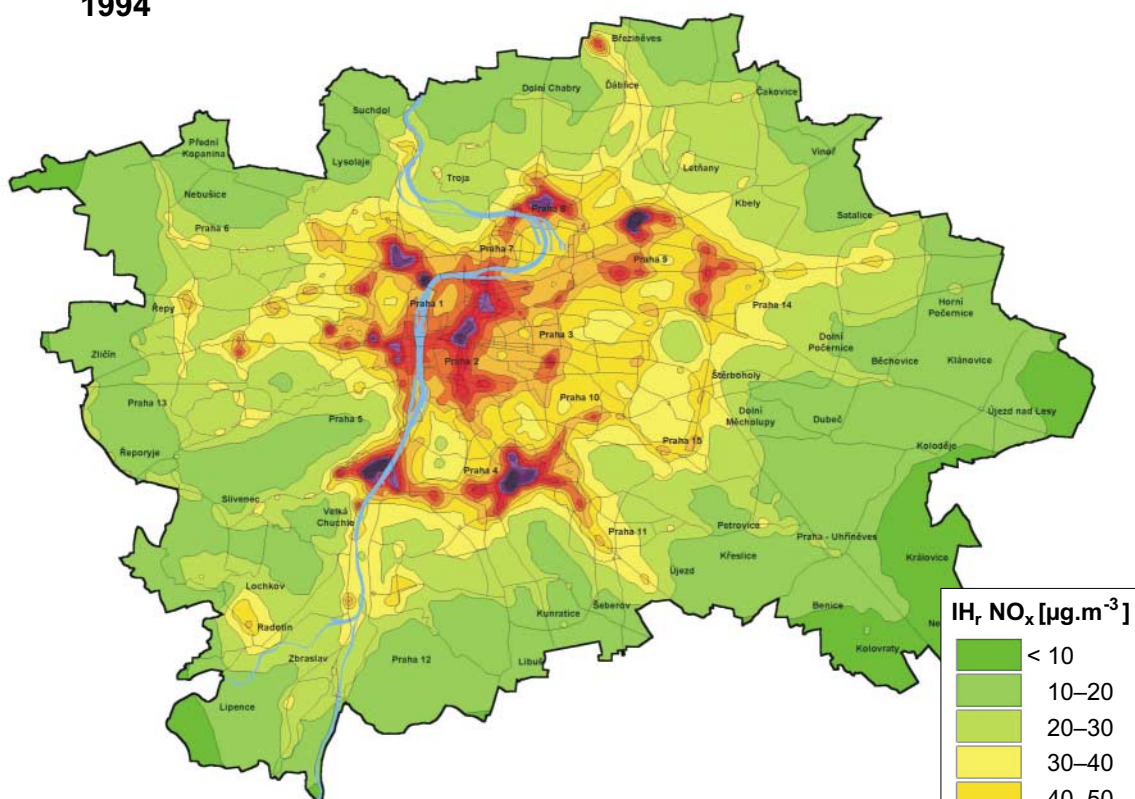 1994
Březiněves
Ďáblice
Dolní Chabry
Čakovice
Suchdol
Přední
Kopanina
Vinoř
Lysolaje
Letňany
Troja
Nebušice
Kbely
Praha 8
Satalice
Praha 6
Praha 7
Praha 9
Praha 1
Praha 14
Horní
Počernice
Řepy
Praha 3
Dolní
Počernice
Zličín
Praha 2
Běchovice
Klánovice
Štěrboholy
Praha 13
Praha 10
Dolní
Měcholupy
Dubeč
Újezd nad Lesy
Praha 5
Praha 15
Koloděje
Řeporyje
Praha 4
Slivenec
Velká
Chuchle
Praha 11
Petrovice
Praha - Uhříněves
Křeslice
Královice
Újezd
Lochkov
Šeberov
Benice
Kunratice
Radotín
Kolovraty
Zbraslav
Praha 12
Libuš
Lipence
IHr NOx [µg.m-3]
< 10
10–20
20–30
30–40
40–50